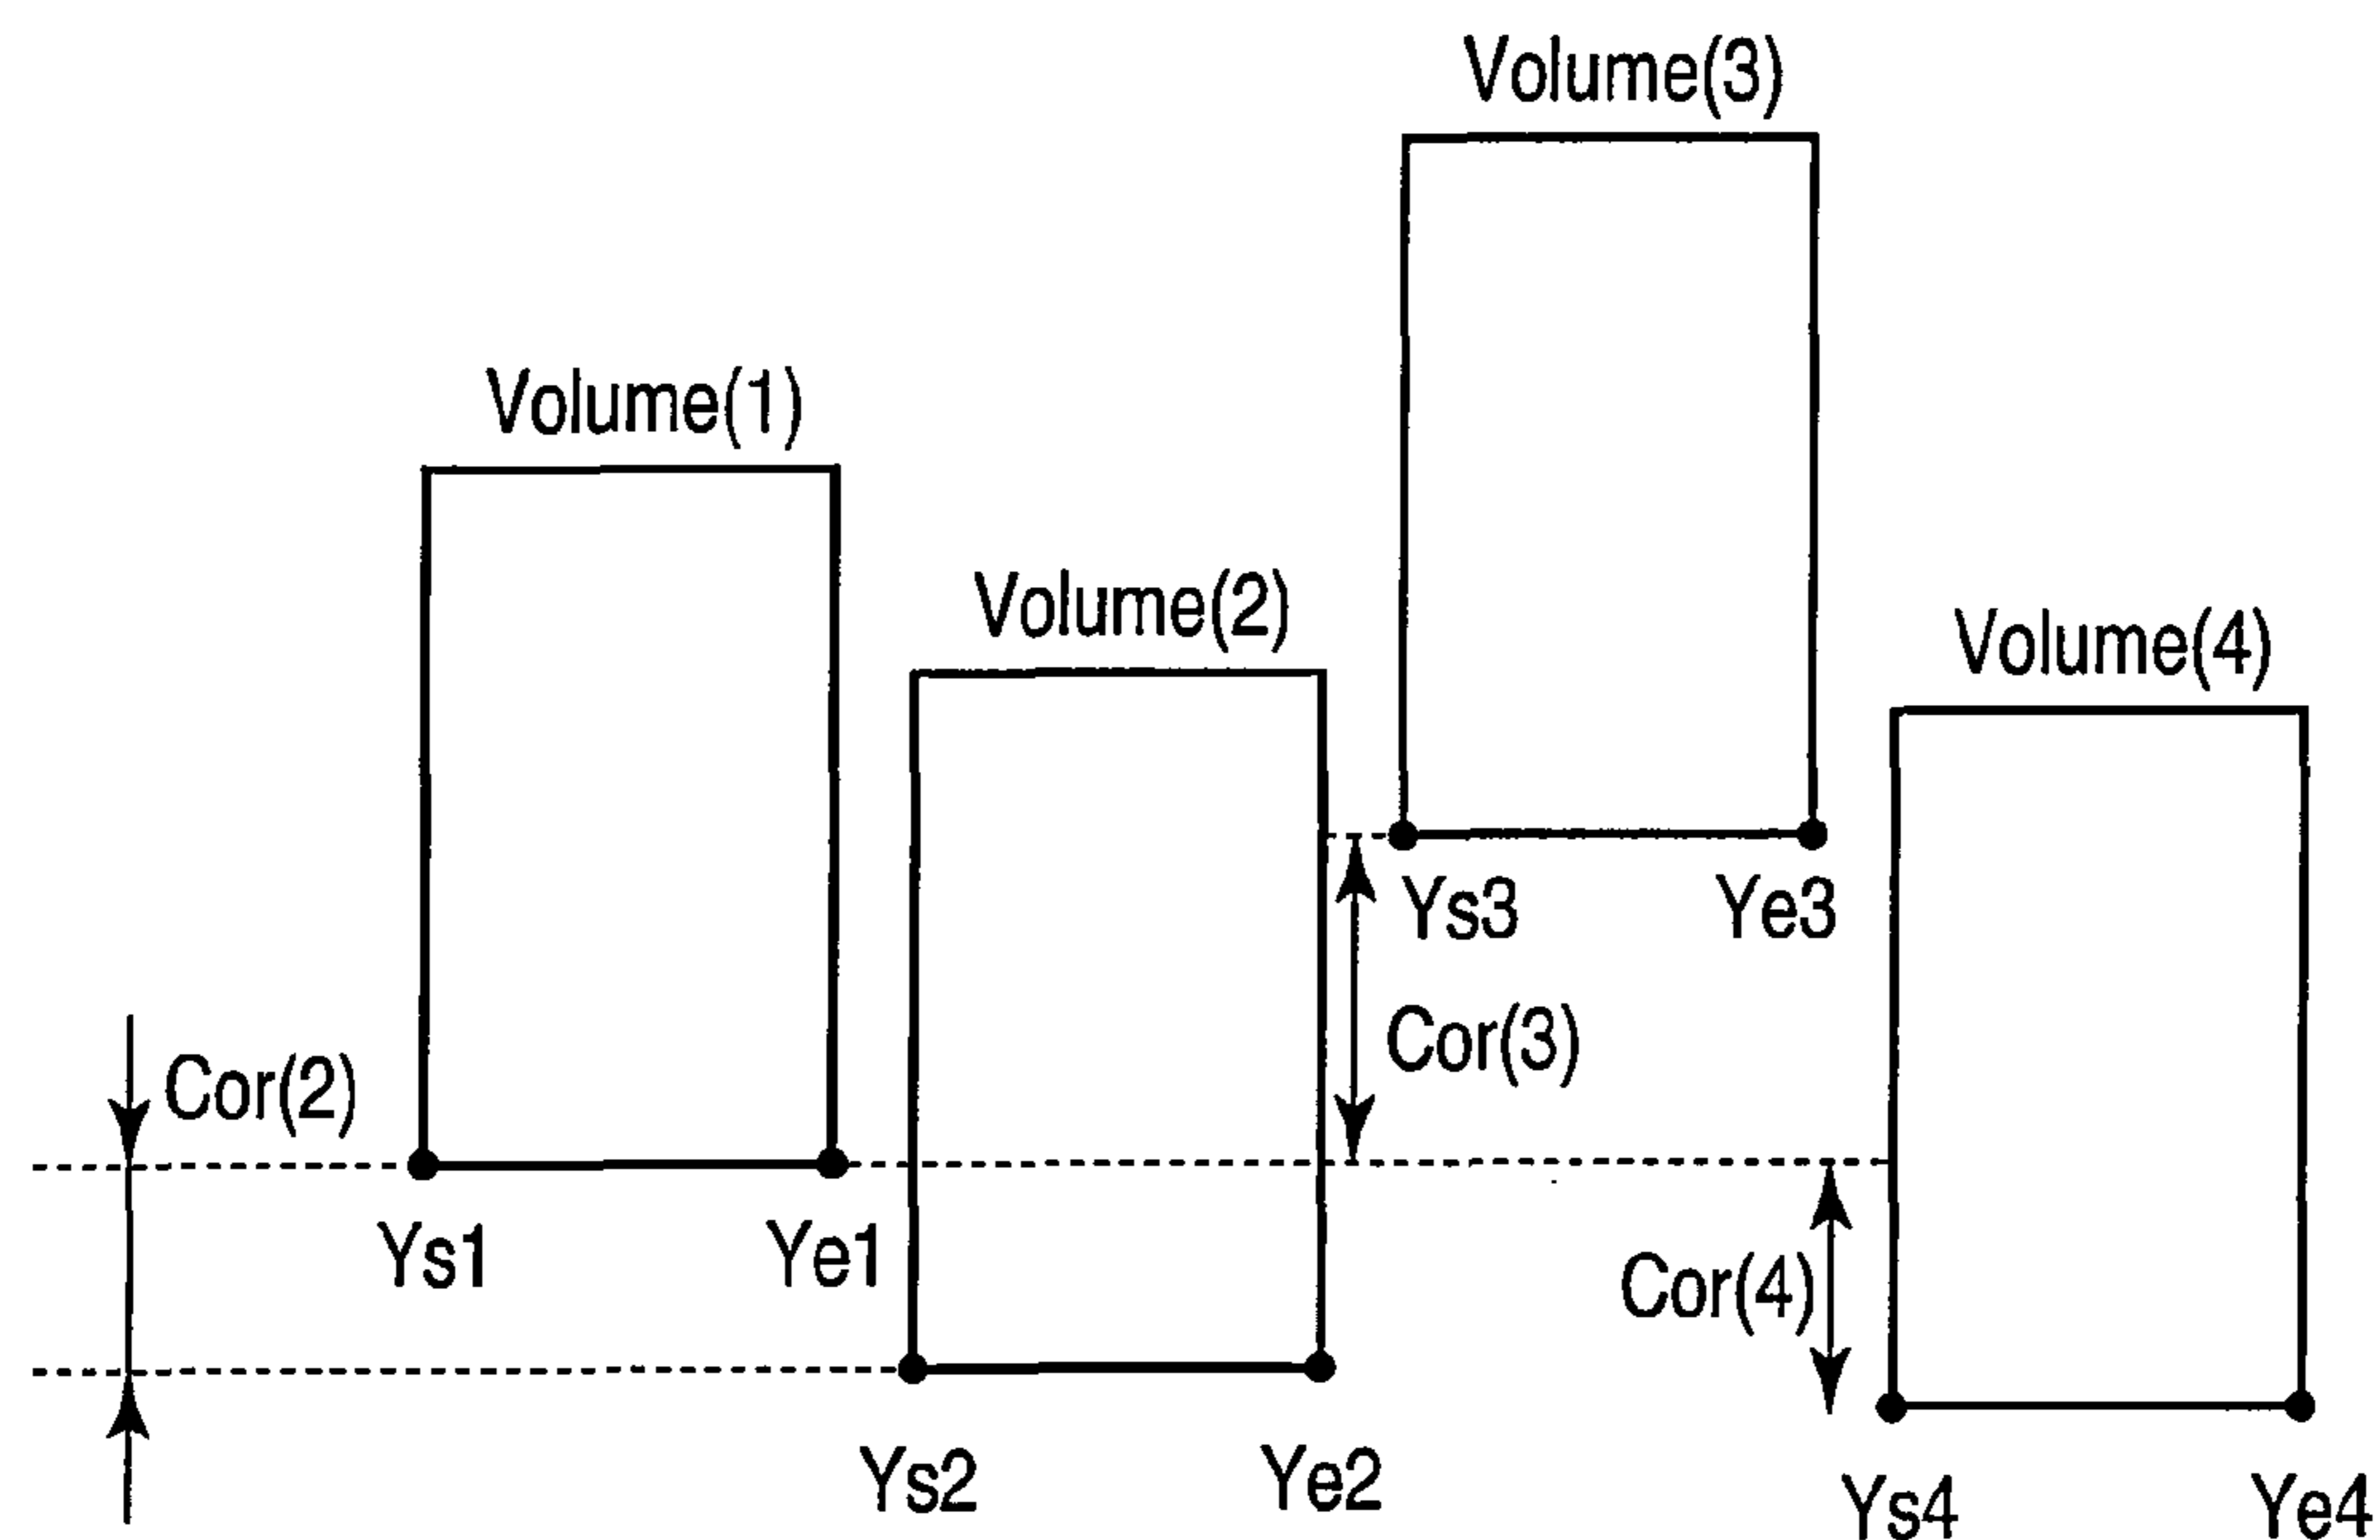 Volume(3)
Volume(1)
Volume(2)
Volume(4)
Ys3
Ye3
Cor(3)
Cor(2)
Ys1
Ye1
Cor(4)
Ys2
Ye2
Ys4
Ye4